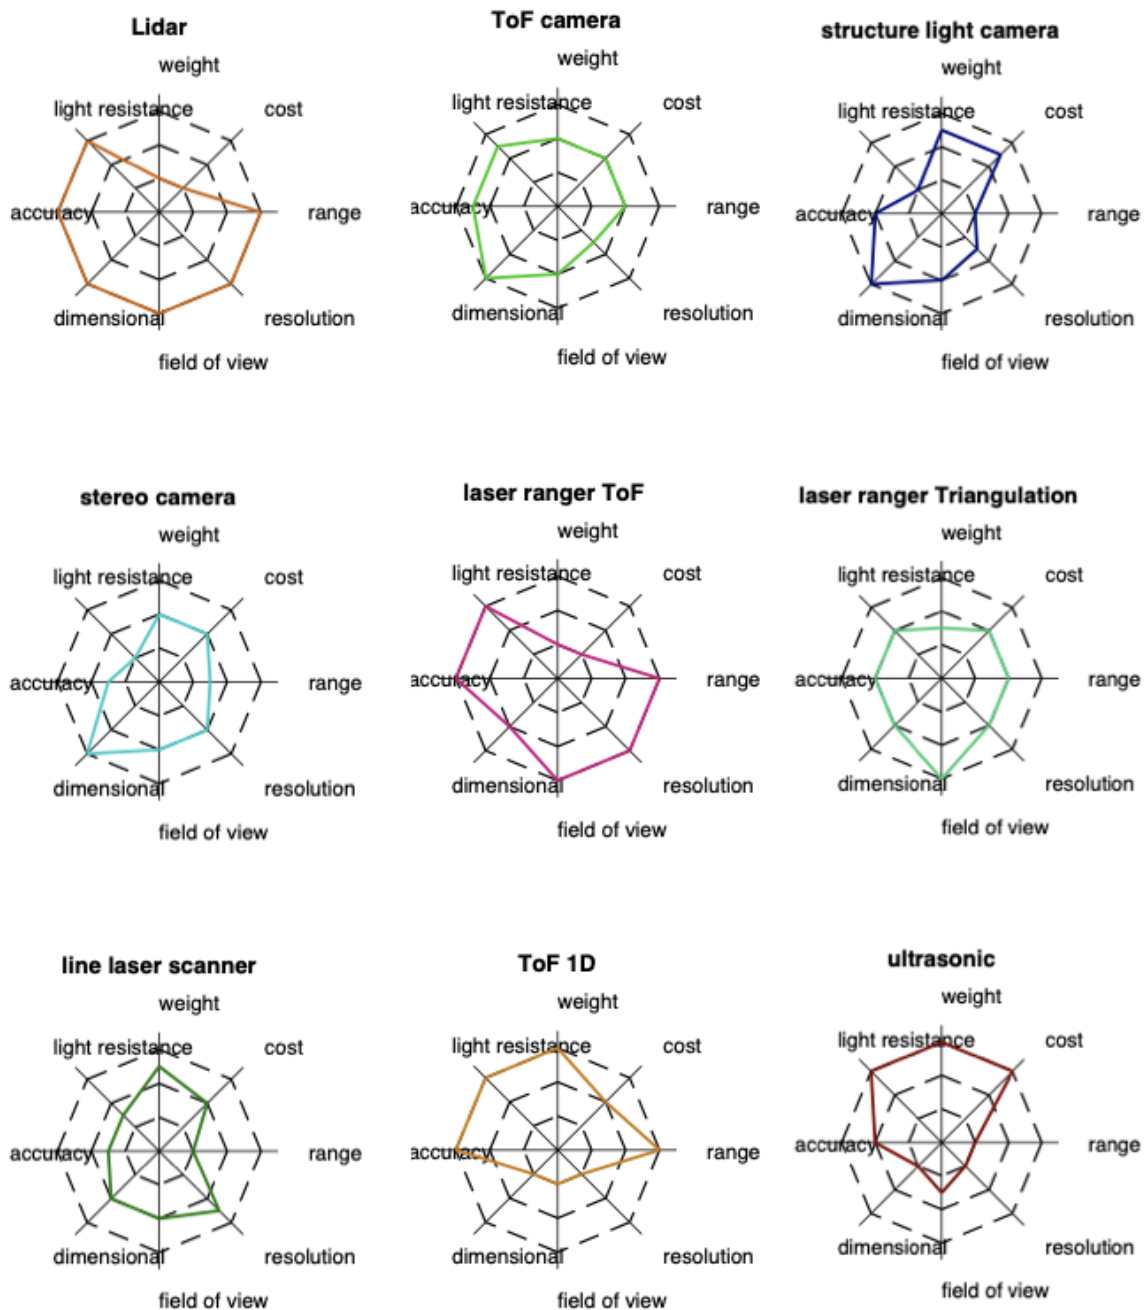 Lidar
weight
light resistance
cost
accuracy
range
dimensional
resolution
field of view
ToF camera
weight
light resistance
cost
accuracy
range
dimensional
resolution
field of view
structure light camera
weight
light resistance
cost
accuracy
range
dimensional
resolution
field of view
stereo camera
weight
light resistance
cost
accuracy
range
dimensional
resolution
field of view
laser ranger ToF
weight
light resistance
cost
accuracy
range
dimensional
resolution
field of view
laser ranger Triangulation
weight
light resistance
cost
accuracy
range
dimensional
resolution
field of view
line laser scanner
weight
light resistance
cost
accuracy
range
dimensional
resolution
field of view
ToF 1D
weight
light resistance
cost
accuracy
range
dimensional
resolution
field of view
ultrasonic
weight
light resistance
cost
accuracy
range
dimensional
resolution
field of view